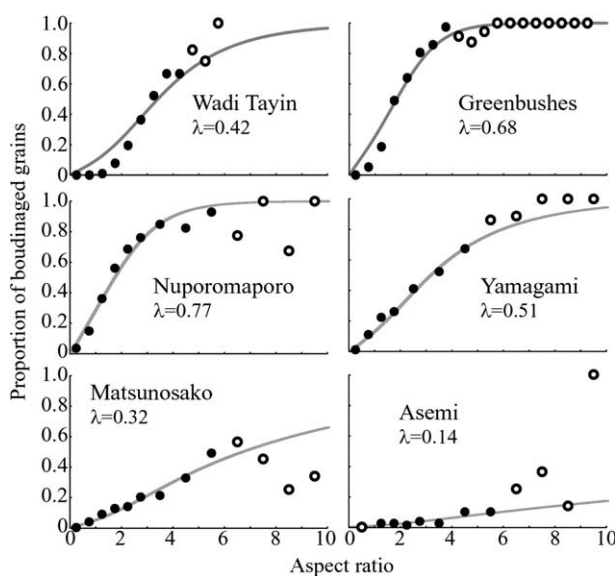 Proportion of boudinaged grains
1.0
0.8
0.6
0.4
0.2
0
Wadi Tayin
λ=0.42
Greenbushes
λ=0.68
1.0
0.8
0.6
0.4
0.2
0
Nuporomaporo
λ=0.77
Yamagami
λ=0.51
1.0
0.8
0.6
0.4
0.2
0
Matsunosako
λ=0.32
Asemi
λ=0.14
0 2 4 6 8 10 0 2 4 6 8 10
Aspect ratio